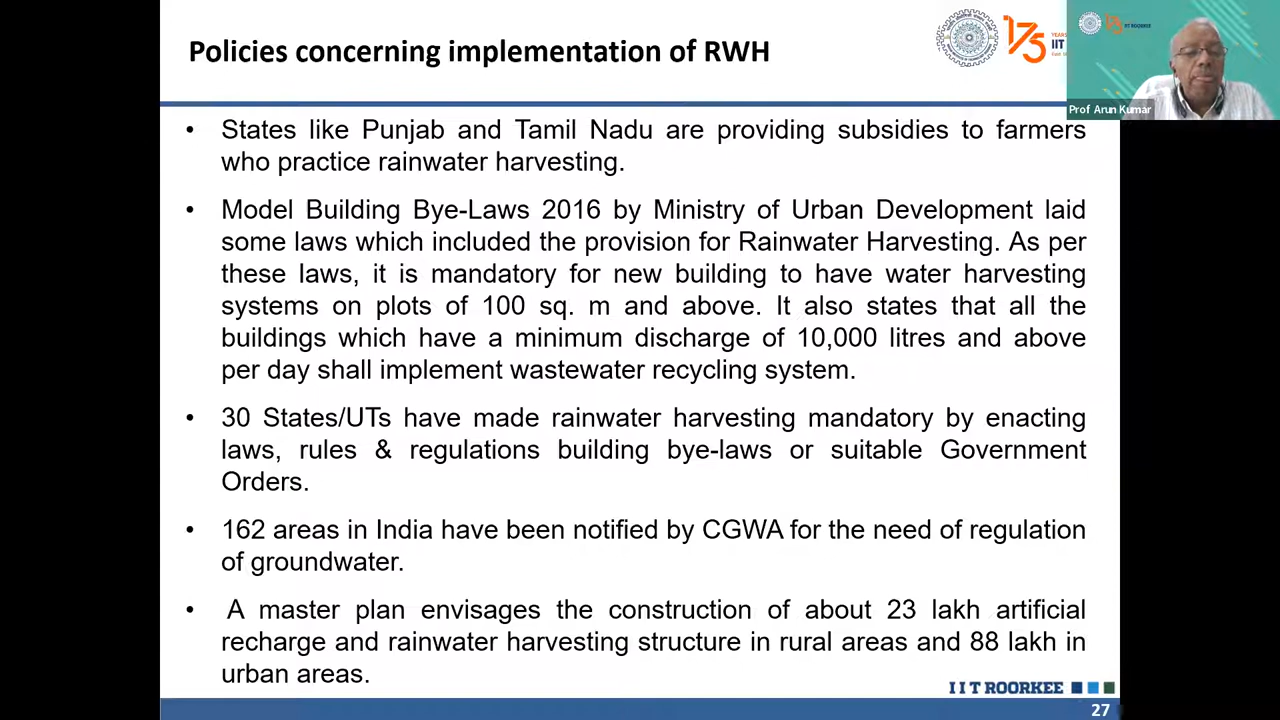 Policies concerning implementation of RWH
175
YEARS
IIT
IIT ROORKEE
Prof Arun Kumar
• States like Punjab and Tamil Nadu are providing subsidies to farmers
who practice rainwater harvesting.
• Model Building Bye-Laws 2016 by Ministry of Urban Development laid
some laws which included the provision for Rainwater Harvesting. As per
these laws, it is mandatory for new building to have water harvesting
systems on plots of 100 sq. m and above. It also states that all the
buildings which have a minimum discharge of 10,000 litres and above
per day shall implement wastewater recycling system.
• 30 States/UTs have made rainwater harvesting mandatory by enacting
laws, rules & regulations building bye-laws or suitable Government
Orders.
• 162 areas in India have been notified by CGWA for the need of regulation
of groundwater.
• A master plan envisages the construction of about 23 lakh artificial
recharge and rainwater harvesting structure in rural areas and 88 lakh in
urban areas.
I I T ROORKEE
27